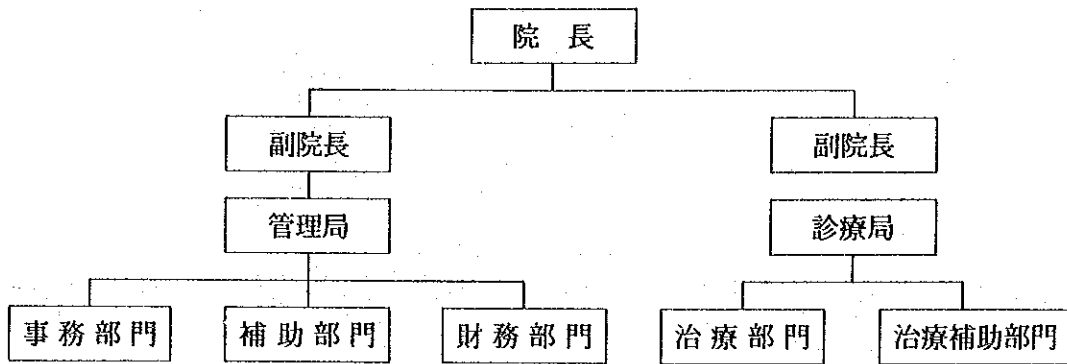 院長
副院長 副院長
管理局 診療局
事務部門 補助部門 財務部門 治療部門 治療補助部門